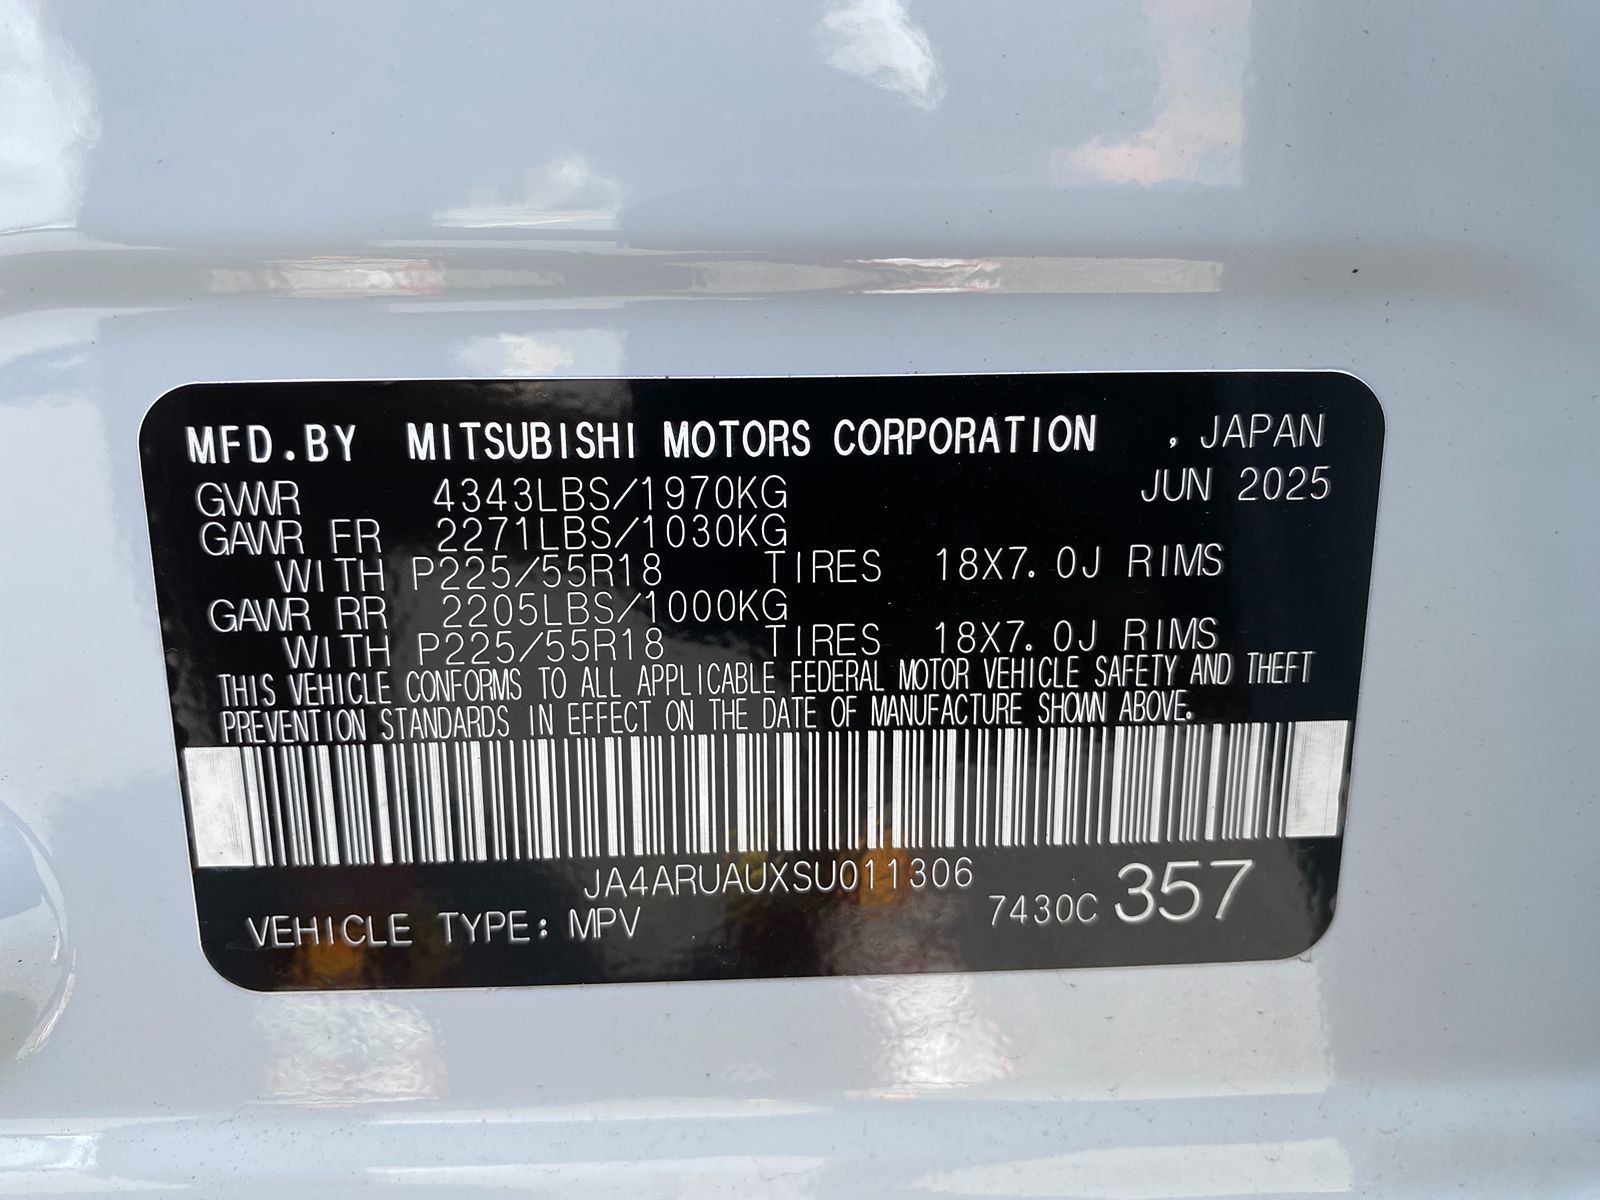 MFD.BY MITSUBISHI MOTORS CORPORATION , JAPAN
GVWR 4343LBS/1970KG JUN 2025
GAWR FR 2271LBS/1030KG
WITH P225/55R18 TIRES 18X7.0J RIMS
GAWR RR 2205LBS/1000KG
WITH P225/55R18 TIRES 18X7.0J RIMS
THIS VEHICLE CONFORMS TO ALL APPLICABLE FEDERAL MOTOR VEHICLE SAFETY AND THEFT
PREVENTION STANDARDS IN EFFECT ON THE DATE OF MANUFACTURE SHOWN ABOVE.
JA4ARUAUXSU011306
VEHICLE TYPE: MPV 7430C 357